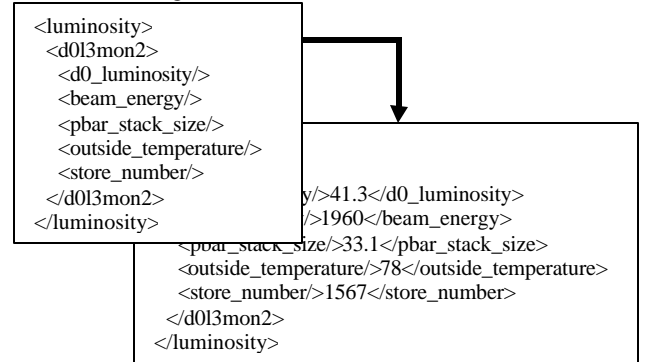 <luminosity>
<d0l3mon2>
<d0_luminosity/>
<beam_energy/>
<pbar_stack_size/>
<outside_temperature/>
<store_number/>
</d0l3mon2>
</luminosity>
y/>41.3</d0_luminosity>
/>1960</beam_energy>
<pbar_stack_size/>33.1</pbar_stack_size>
<outside_temperature/>78</outside_temperature>
<store_number/>1567</store_number>
</d0l3mon2>
</luminosity>